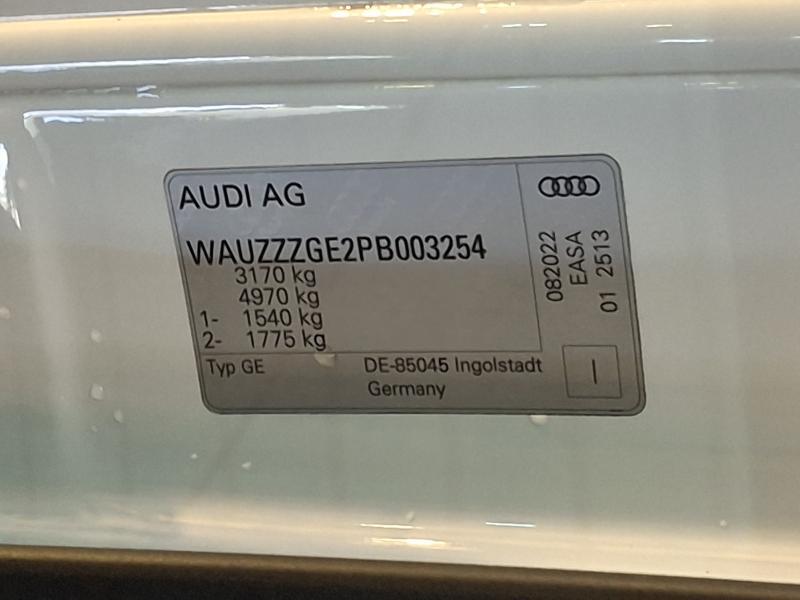 AUDI AG
WAUZZZGE2PB003254
3170 kg
4970 kg
1- 1540 kg
2- 1775 kg
Typ GE
DE-85045 Ingolstadt
Germany
082022
EASA
01 2513
I